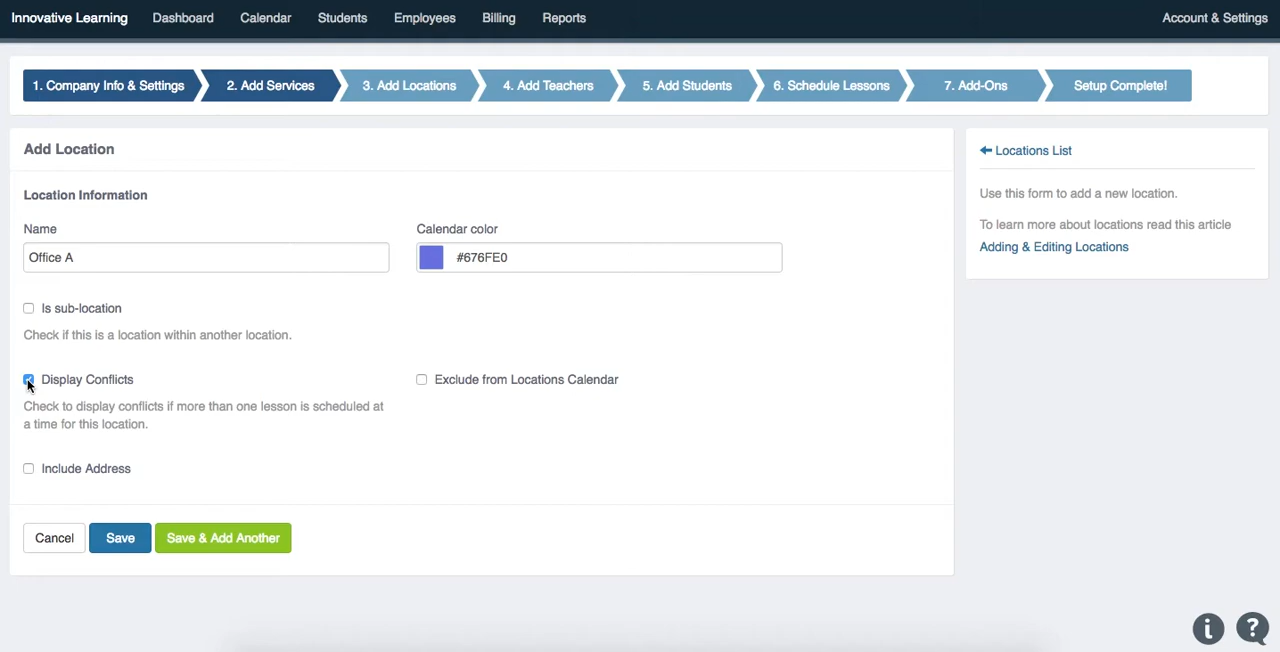 Innovative Learning Dashboard Calendar Students Employees Billing Reports Account & Settings
1. Company Info & Settings 2. Add Services 3. Add Locations 4. Add Teachers 5. Add Students 6. Schedule Lessons 7. Add-Ons Setup Complete!
Add Location
Location Information
Name Calendar color
Office A #676FE0
Is sub-location
Check if this is a location within another location.
Display Conflicts Exclude from Locations Calendar
Check to display conflicts if more than one lesson is scheduled at
a time for this location.
Include Address
Cancel Save Save & Add Another
Locations List
Use this form to add a new location.
To learn more about locations read this article
Adding & Editing Locations